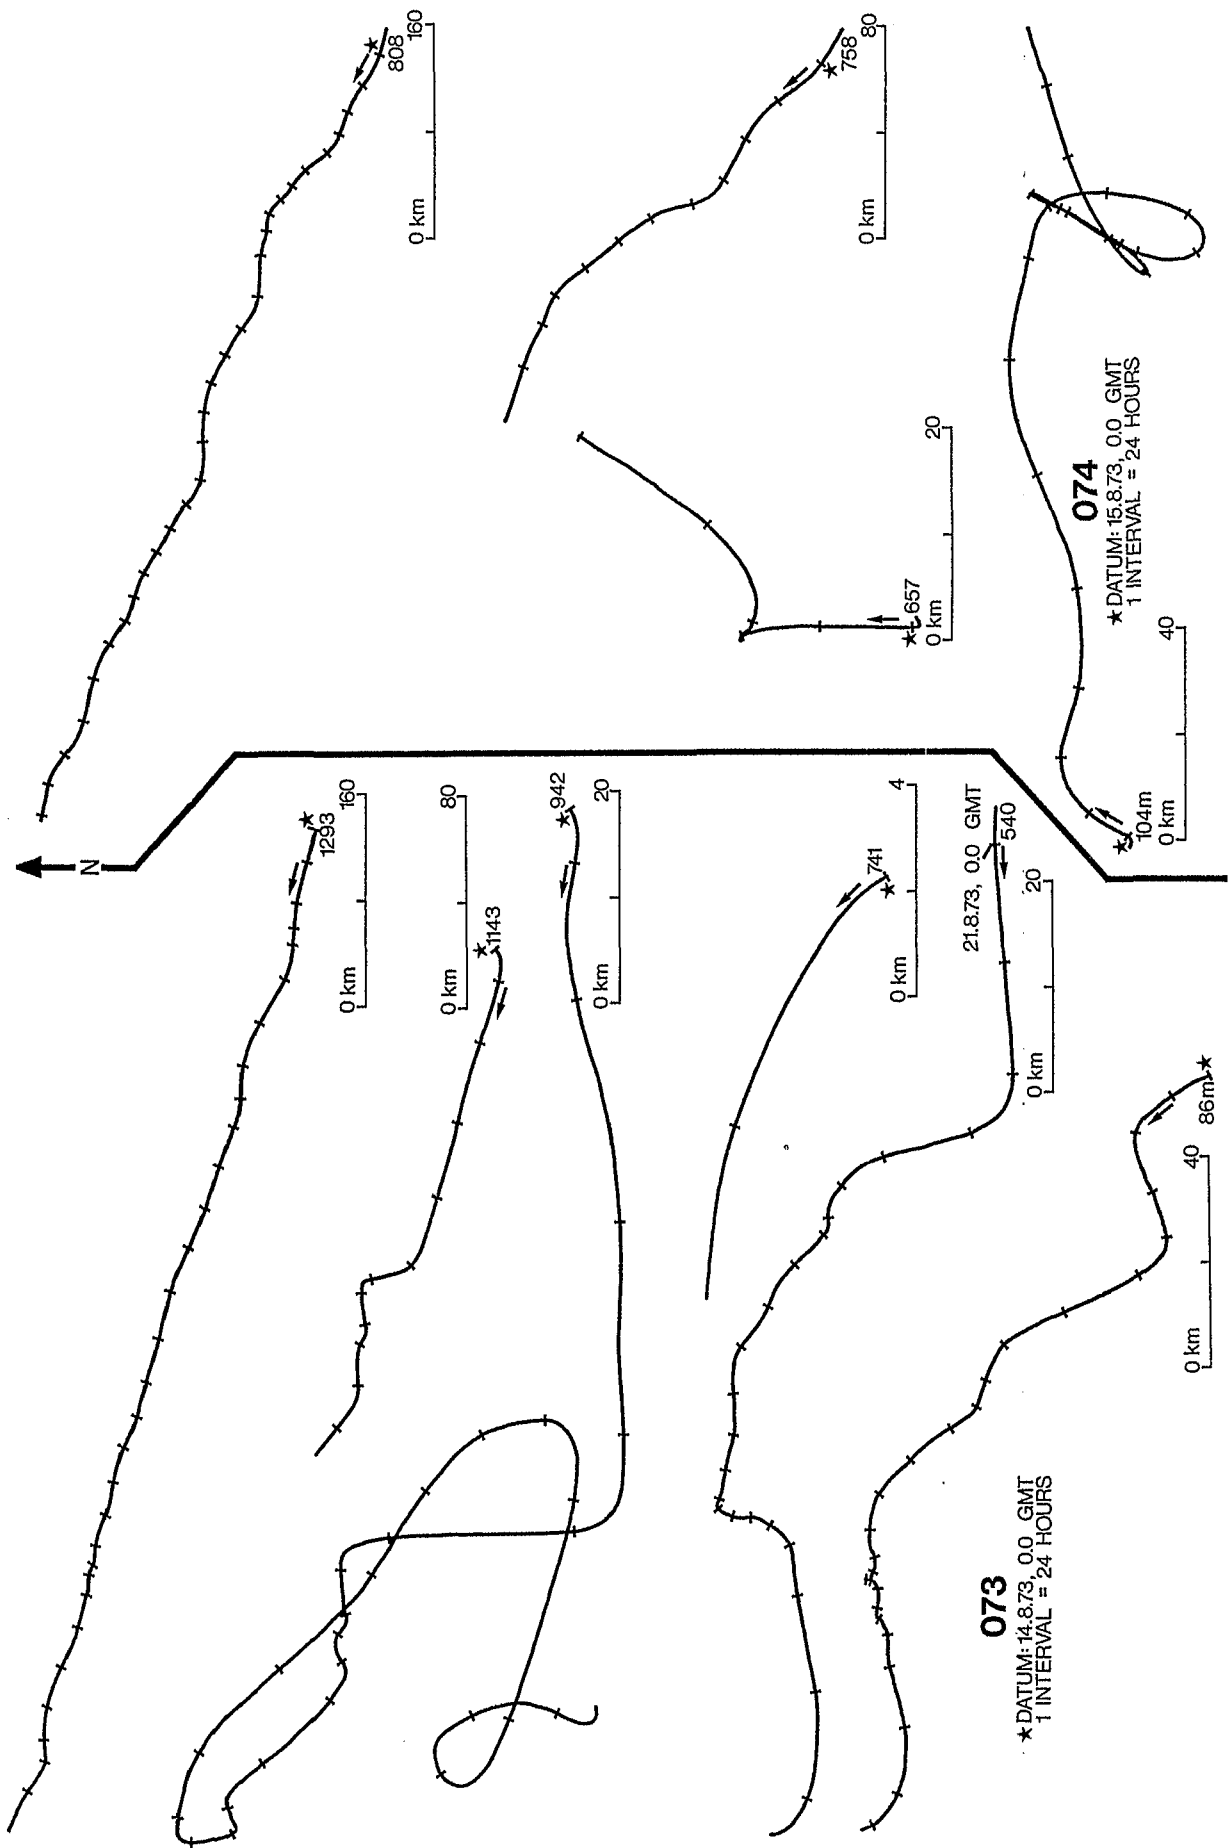 N
1293
0 km 160
1143
0 km 80
942
0 km 20
741
0 km 4
21.8.73, 0.0 GMT
540
0 km 20
86m
0 km 40
073
★DATUM:14.8.73, 0.0 GMT
1 INTERVAL = 24 HOURS
808
0 km 160
758
0 km 80
657
0 km 20
104m
0 km 40
074
★DATUM:15.8.73, 0.0 GMT
1 INTERVAL = 24 HOURS